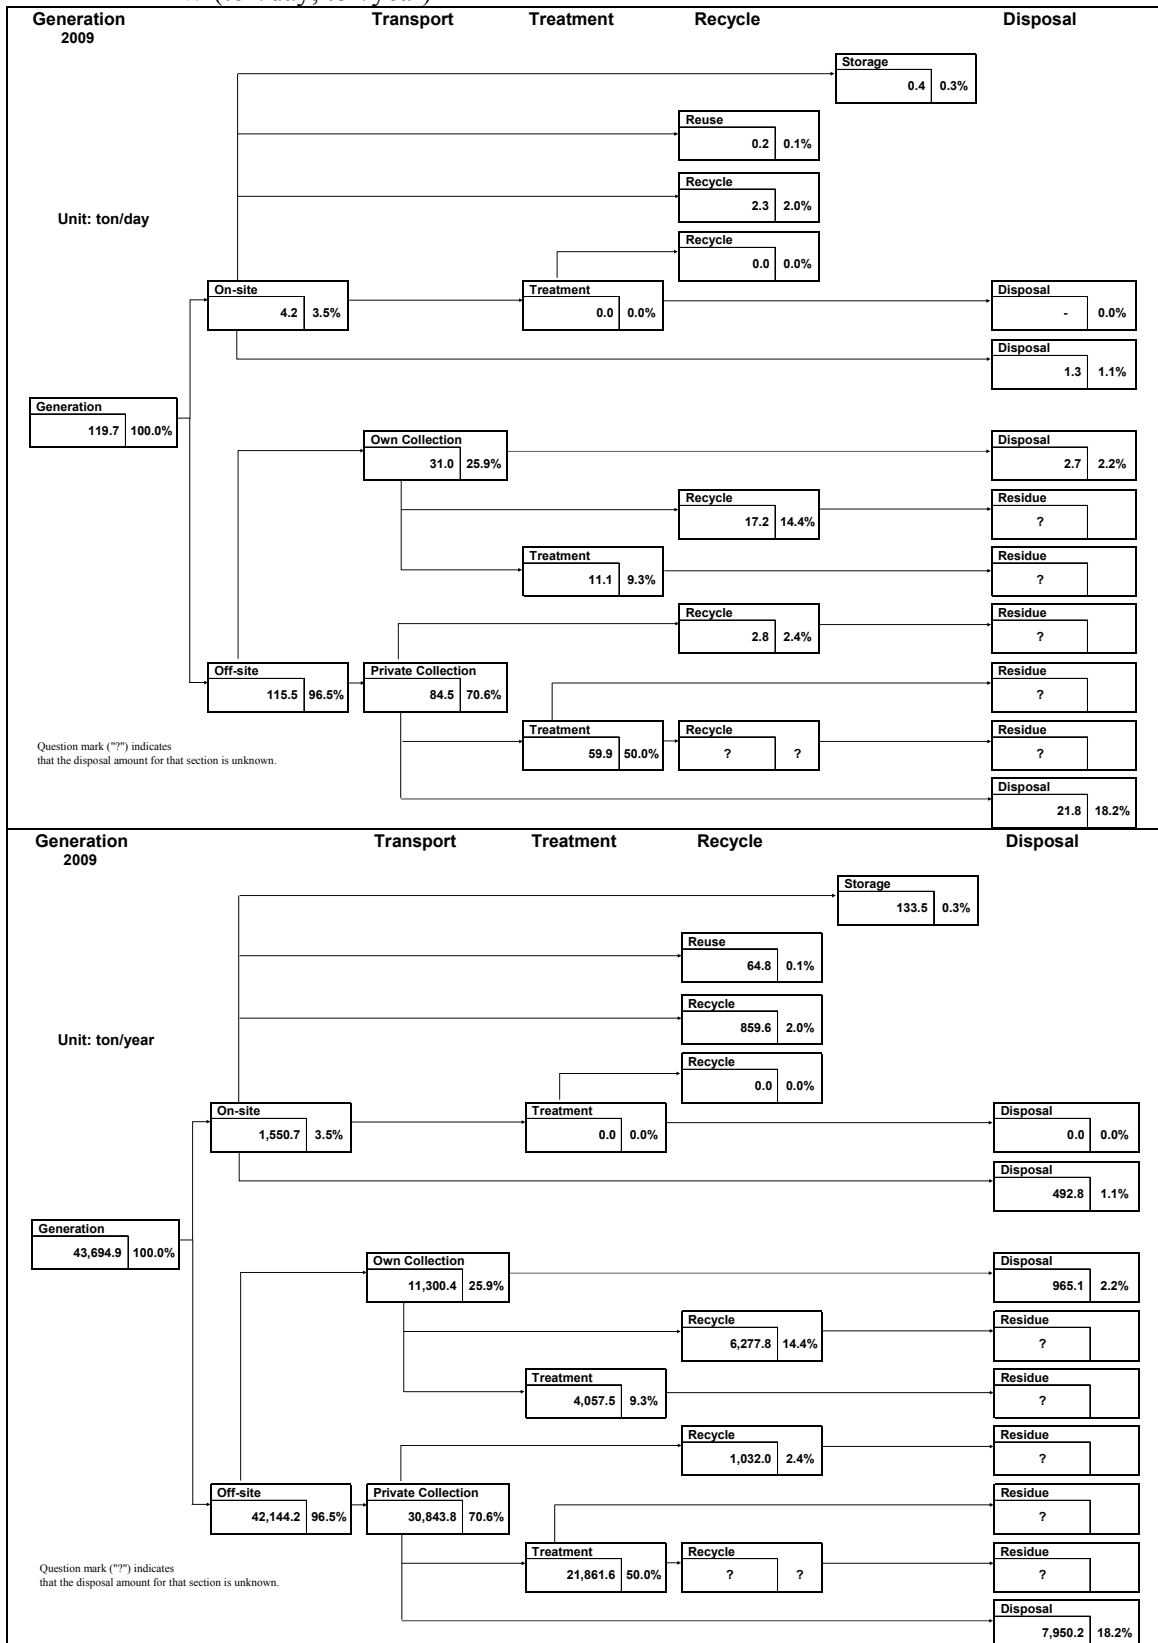 Generation Transport Treatment Recycle Disposal
2009
Storage
0.4 0.3%
Reuse
0.2 0.1%
Recycle
2.3 2.0%
Unit: ton/day
Recycle
0.0 0.0%
On-site Treatment Disposal
4.2 3.5% 0.0 0.0% - 0.0%
Disposal
1.3 1.1%
Generation
119.7 100.0%
Own Collection Disposal
31.0 25.9% 2.7 2.2%
Recycle Residue
17.2 14.4% ?
Treatment Residue
11.1 9.3% ?
Recycle Residue
2.8 2.4% ?
Off-site Private Collection Residue
115.5 96.5% 84.5 70.6% ?
Treatment Recycle Residue
59.9 50.0% ? ? ?
Question mark ("?") indicates
that the disposal amount for that section is unknown.
Disposal
21.8 18.2%
Generation Transport Treatment Recycle Disposal
2009
Storage
133.5 0.3%
Reuse
64.8 0.1%
Recycle
859.6 2.0%
Unit: ton/year
Recycle
0.0 0.0%
On-site Treatment Disposal
1,550.7 3.5% 0.0 0.0% 0.0 0.0%
Disposal
492.8 1.1%
Generation
43,694.9 100.0%
Own Collection Disposal
11,300.4 25.9% 965.1 2.2%
Recycle Residue
6,277.8 14.4% ?
Treatment Residue
4,057.5 9.3% ?
Recycle Residue
1,032.0 2.4% ?
Off-site Private Collection Residue
42,144.2 96.5% 30,843.8 70.6% ?
Treatment Recycle Residue
21,861.6 50.0% ? ? ?
Question mark ("?") indicates
that the disposal amount for that section is unknown.
Disposal
7,950.2 18.2%